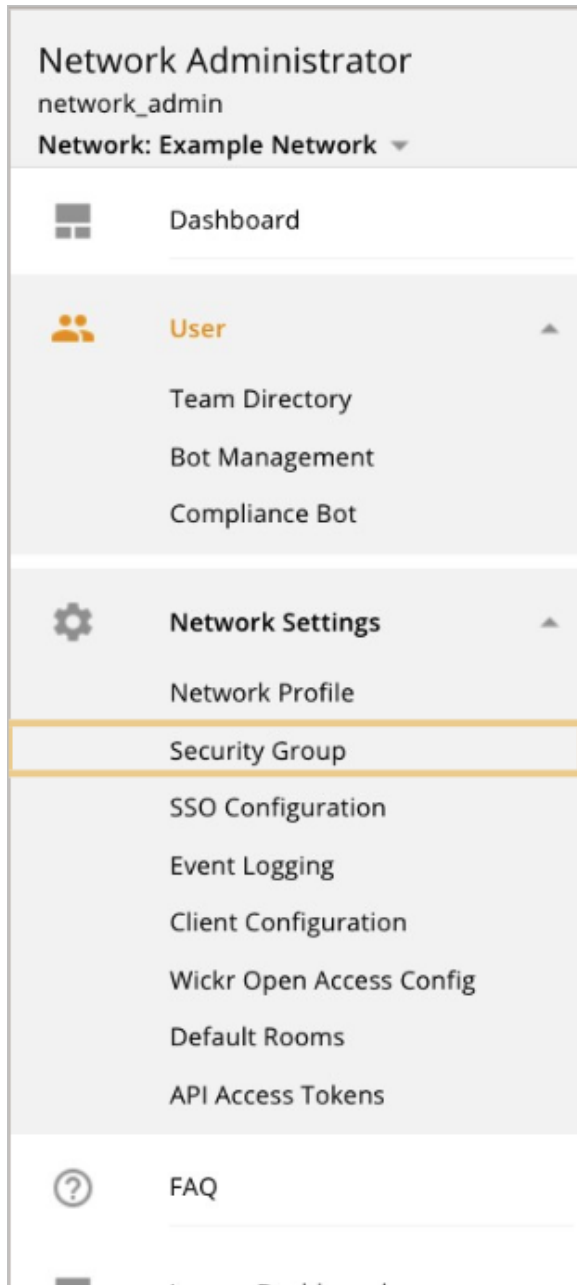 Network Administrator
network_admin
Network: Example Network
Dashboard
User
Team Directory
Bot Management
Compliance Bot
Network Settings
Network Profile
Security Group
SSO Configuration
Event Logging
Client Configuration
Wickr Open Access Config
Default Rooms
API Access Tokens
FAQ